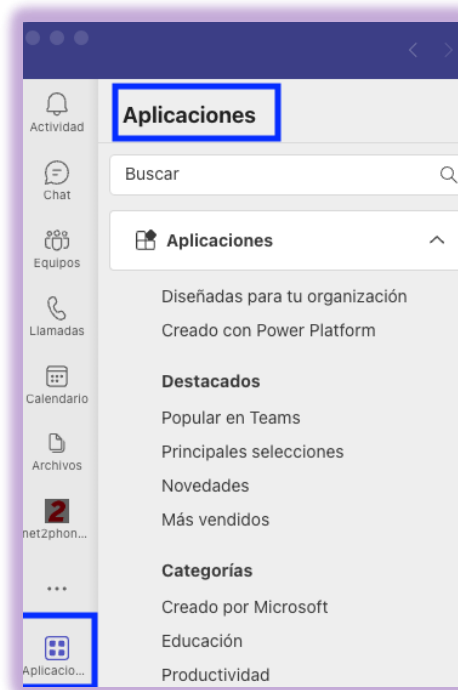 Actividad
Chat
Equipos
Llamadas
Calendario
Archivos
2
net2phon...
...
Aplicacio...
Aplicaciones
Buscar
Aplicaciones
Diseñadas para tu organización
Creado con Power Platform
Destacados
Popular en Teams
Principales selecciones
Novedades
Más vendidos
Categorías
Creado por Microsoft
Educación
Productividad